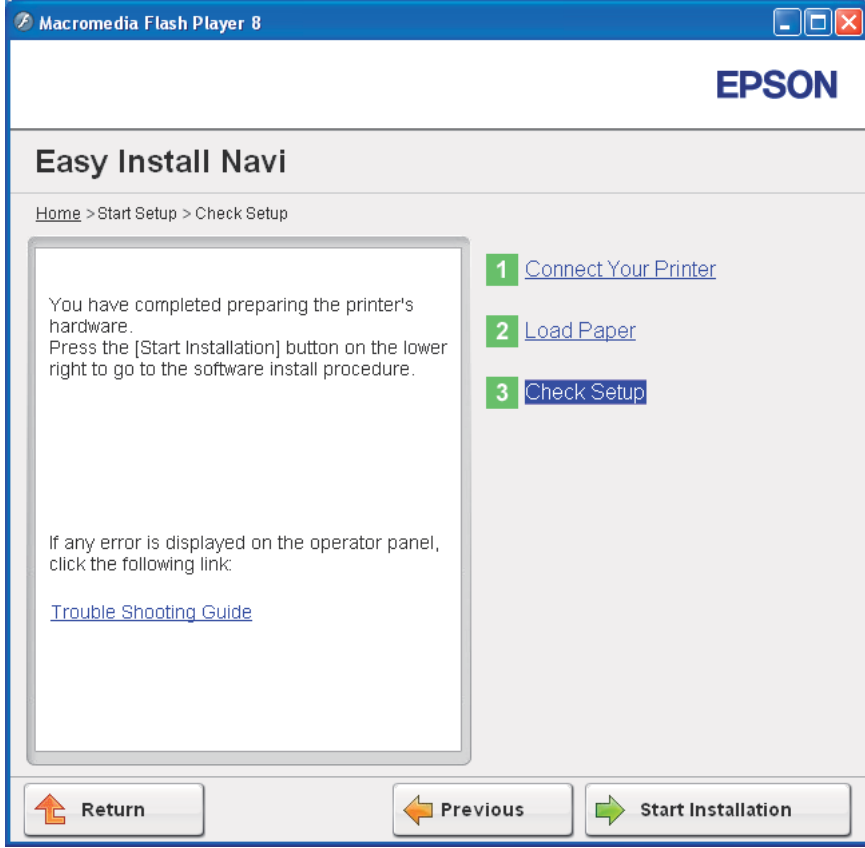 Macromedia Flash Player 8
EPSON
Easy Install Navi
Home > Start Setup > Check Setup
You have completed preparing the printer's
hardware.
Press the [Start Installation] button on the lower
right to go to the software install procedure.
If any error is displayed on the operator panel,
click the following link:
Trouble Shooting Guide
1 Connect Your Printer
2 Load Paper
3 Check Setup
Return
Previous
Start Installation